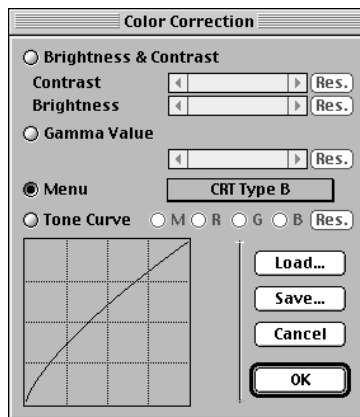 Color Correction
Brightness & Contrast
Contrast Res.
Brightness Res.
Gamma Value
Res.
Menu CRT Type B
Tone Curve M R G B Res.
Load...
Save...
Cancel
OK